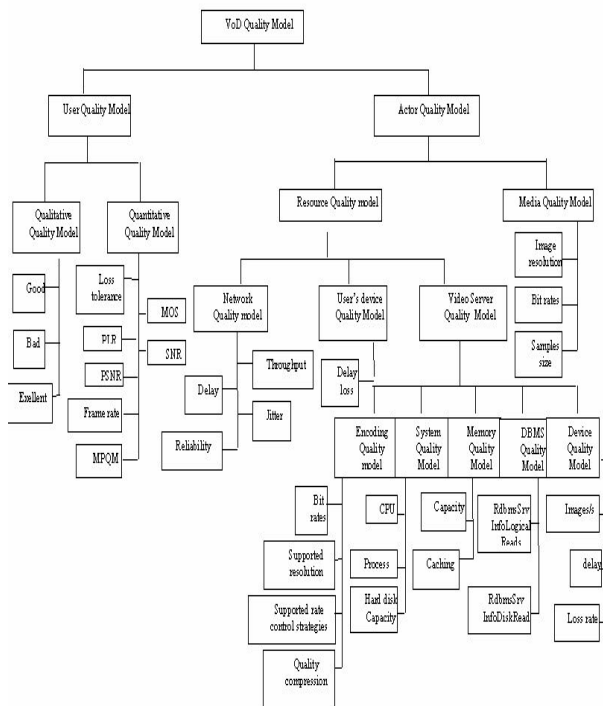 VoD Quality Model
User Quality Model
Actor Quality Model
Resource Quality model
Media Quality Model
Qualitative
Quality Model
Quantitative
Quality Model
Good
Bad
Exellent
Loss
tolerance
MOS
PLR
SNR
PSNR
Frame rate
MPQM
Network
Quality model
User's device
Quality Model
Video Server
Quality Model
Image
resolution
Bit rates
Samples
size
Throughput
Delay
Jitter
Reliability
Delay
loss
Encoding
Quality
model
System
Quality
Model
Memory
Quality
Model
DBMS
Quality
Model
Device
Quality
Model
Bit
rates
Supported
resolution
Supported rate
control strategies
Quality
compression
CPU
Process
Hard disk
Capacity
Capacity
Caching
RdbmsSrv
InfoLogical
Reads
RdbmsSrv
InfoDiskRead
Images/s
delay
Loss rate